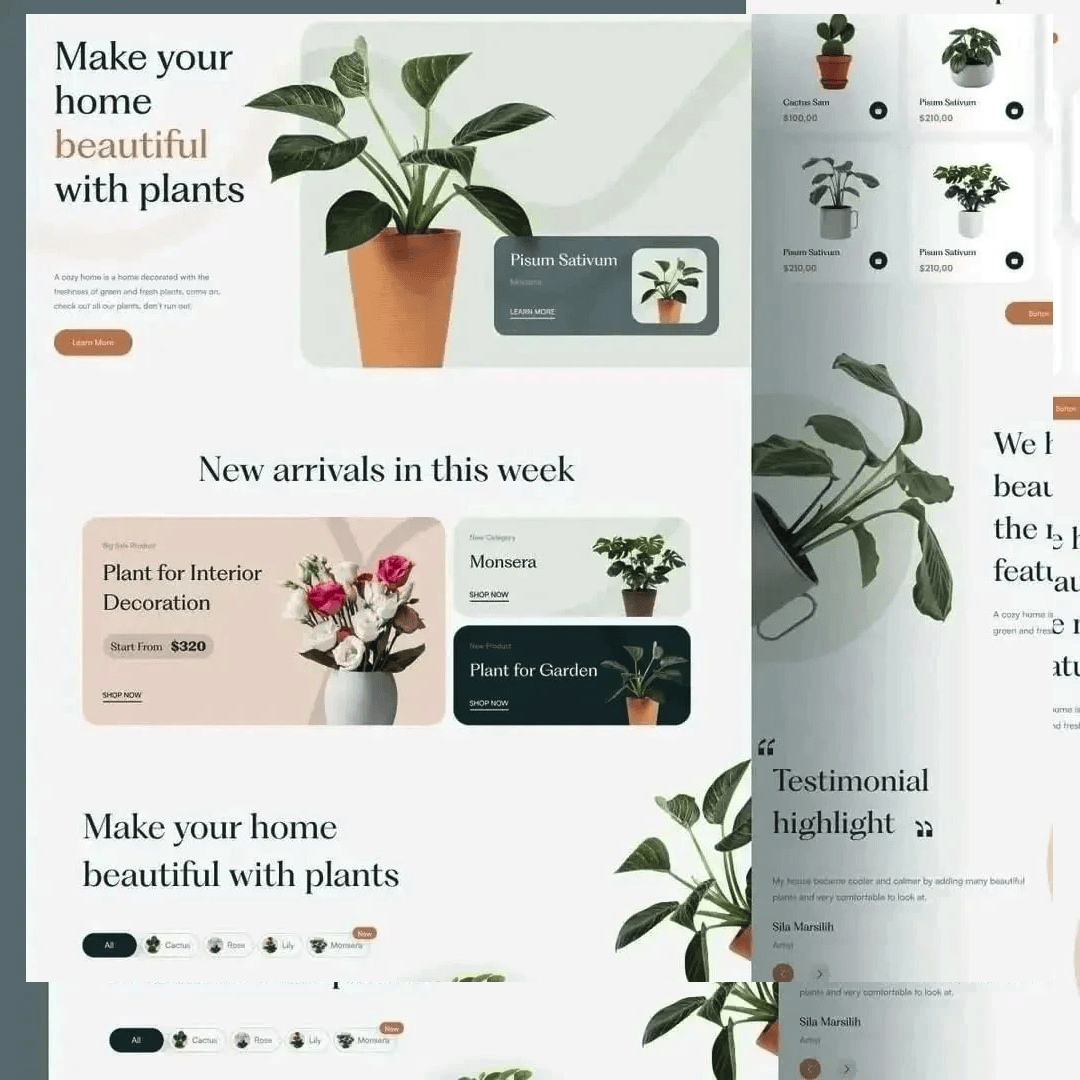 Make your
home
beautiful
with plants
A cozy home is a home decorated with the
freshness of green and fresh plants, come on,
check out all our plants, don't run out.
Learn More
Pisum Sativum
Monsera
LEARN MORE
New arrivals in this week
Big Sale Product
Plant for Interior
Decoration
Start From $320
SHOP NOW
New Category
Monsera
SHOP NOW
New Product
Plant for Garden
SHOP NOW
Make your home
beautiful with plants
New
All Cactus Rose Lily Monsera
New
All Cactus Rose Lily Monsera
Cactus Sam
$100,00
Pisum Sativum
$210,00
Pisum Sativum
$210,00
Pisum Sativum
$210,00
Button
Button
We
beau
the
featu
A cozy home is
green and fres
“
Testimonial
highlight ”
My house became cooler and calmer by adding many beautiful
plants and very comfortable to look at.
Sila Marsilih
Artist
plants and very comfortable to look at.
Sila Marsilih
Artist